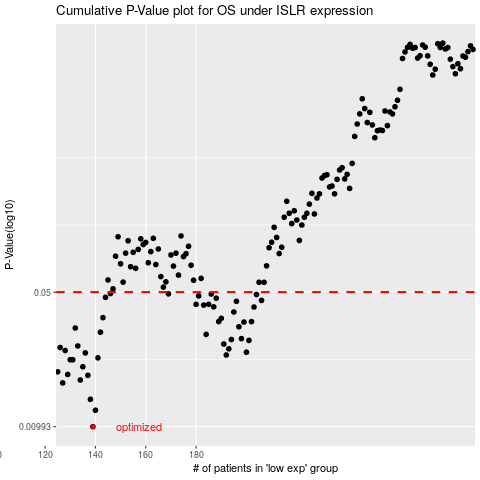 Cumulative P-Value plot for OS under ISLR expression
P-Value(log10)
0.05
0.00993
optimized
0 120 140 160 180
# of patients in 'low exp' group